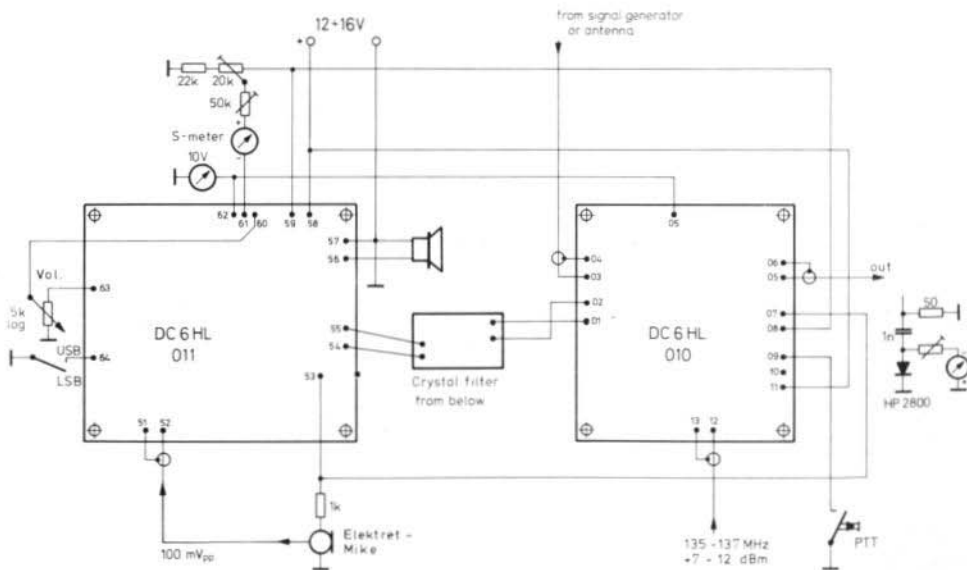 from signal generator
or antenna
12÷16V
+
22k
20k
50k
+
S-meter
-
10V
62
61
60
59
58
05
57
56
04
03
06
05
out
Vol.
63
5k
log
DC 6 HL
011
02
01
DC 6 HL
010
07
08
50
1n
55
54
USB
64
LSB
09
10
11
-
+
53
Crystal filter
from below
HP 2800
51
52
13
12
1k
Elektret -
Mike
100 mVpp
135 - 137 MHz
+7 - 12 dBm
PTT